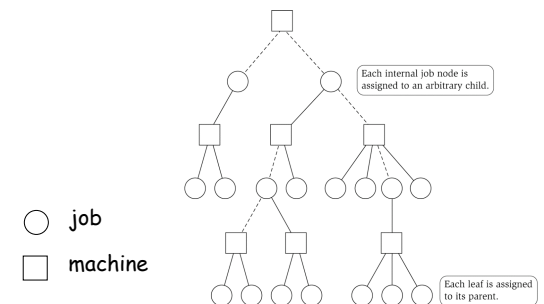 Each internal job node is
assigned to an arbitrary child.
job
machine
Each leaf is assigned
to its parent.